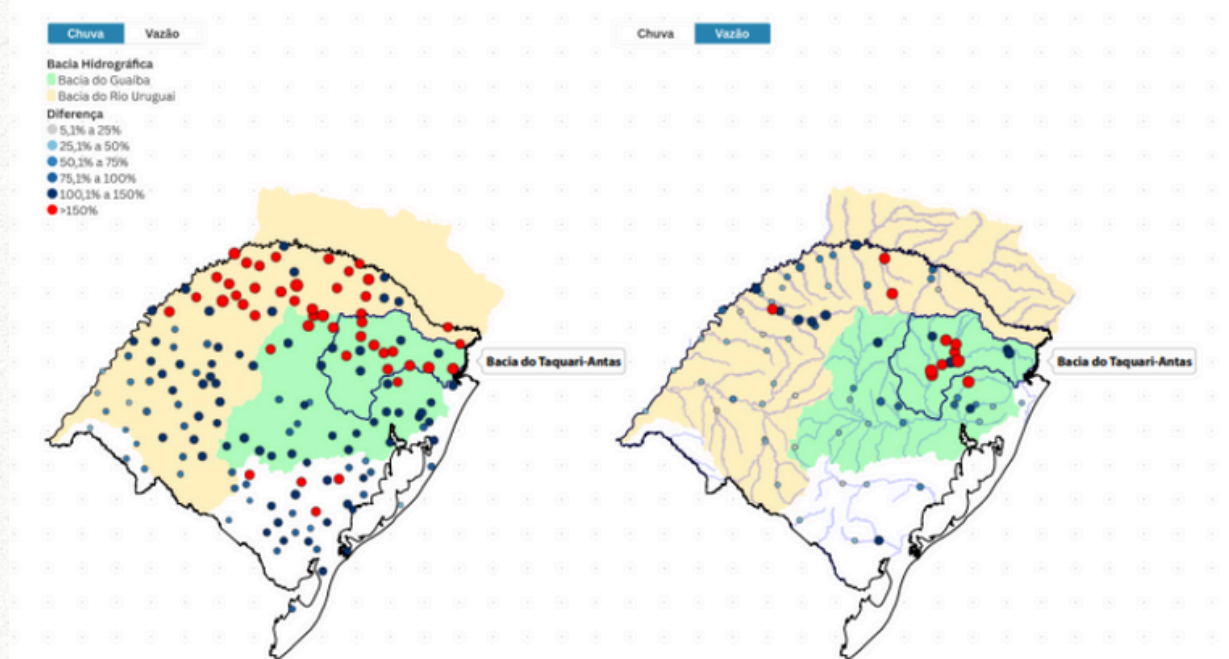 Chuva Vazão
Bacia Hidrográfica
Bacia do Guaíba
Bacia do Rio Uruguai
Diferença
5,1% a 25%
25,1% a 50%
50,1% a 75%
75,1% a 100%
100,1% a 150%
>150%
Bacia do Taquari-Antas
Chuva Vazão
Bacia do Taquari-Antas